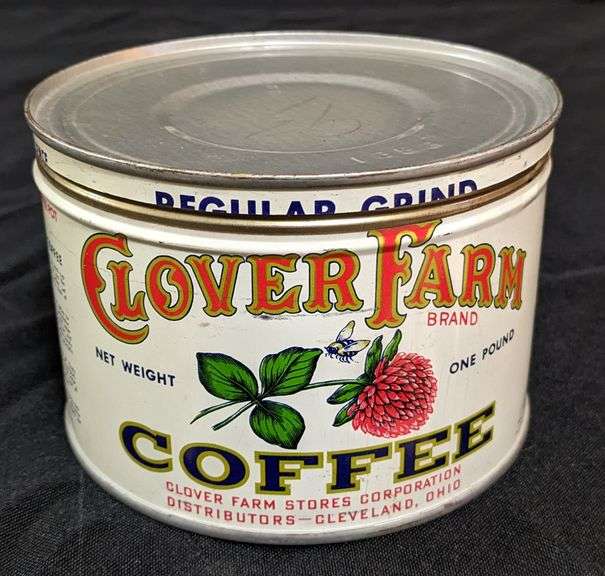 REGULAR GRIND
CLOVER FARM
BRAND
NET WEIGHT
ONE POUND
COFFEE
CLOVER FARM STORES CORPORATION
DISTRIBUTORS—CLEVELAND, OHIO